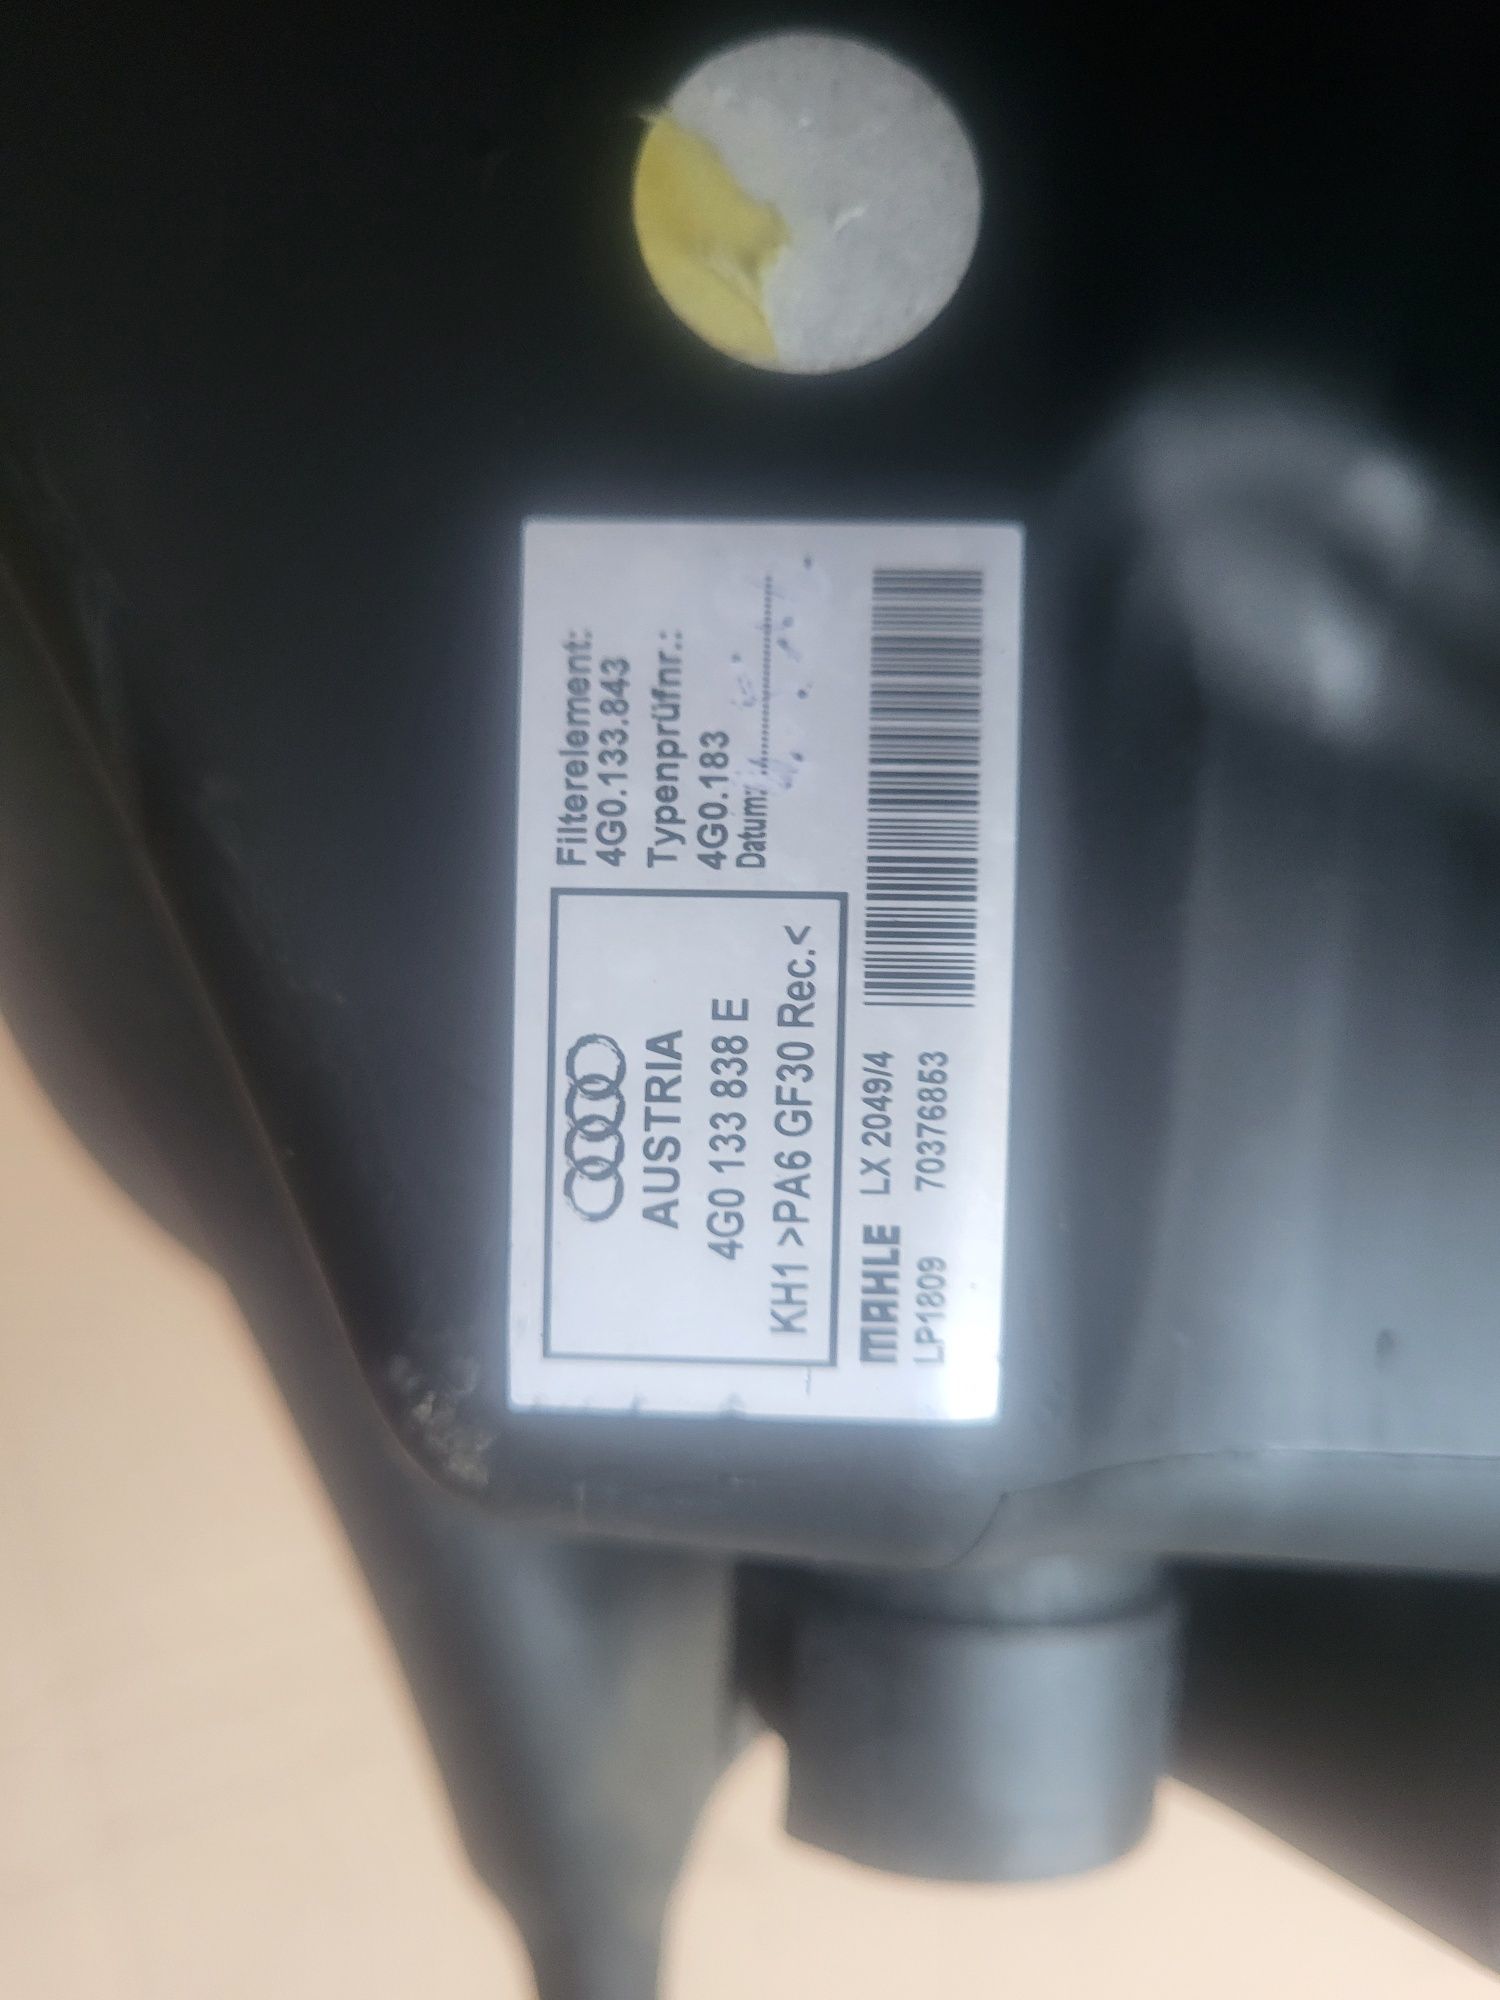 AUSTRIA
4G0 133 838 E
KH1 >PA6 GF30 Rec.<
Filterelement:
4G0.133.843
Typenprüfnr.:
4G0.183
Datum:
MAHLE LX 2049/4
LP1809 70376853